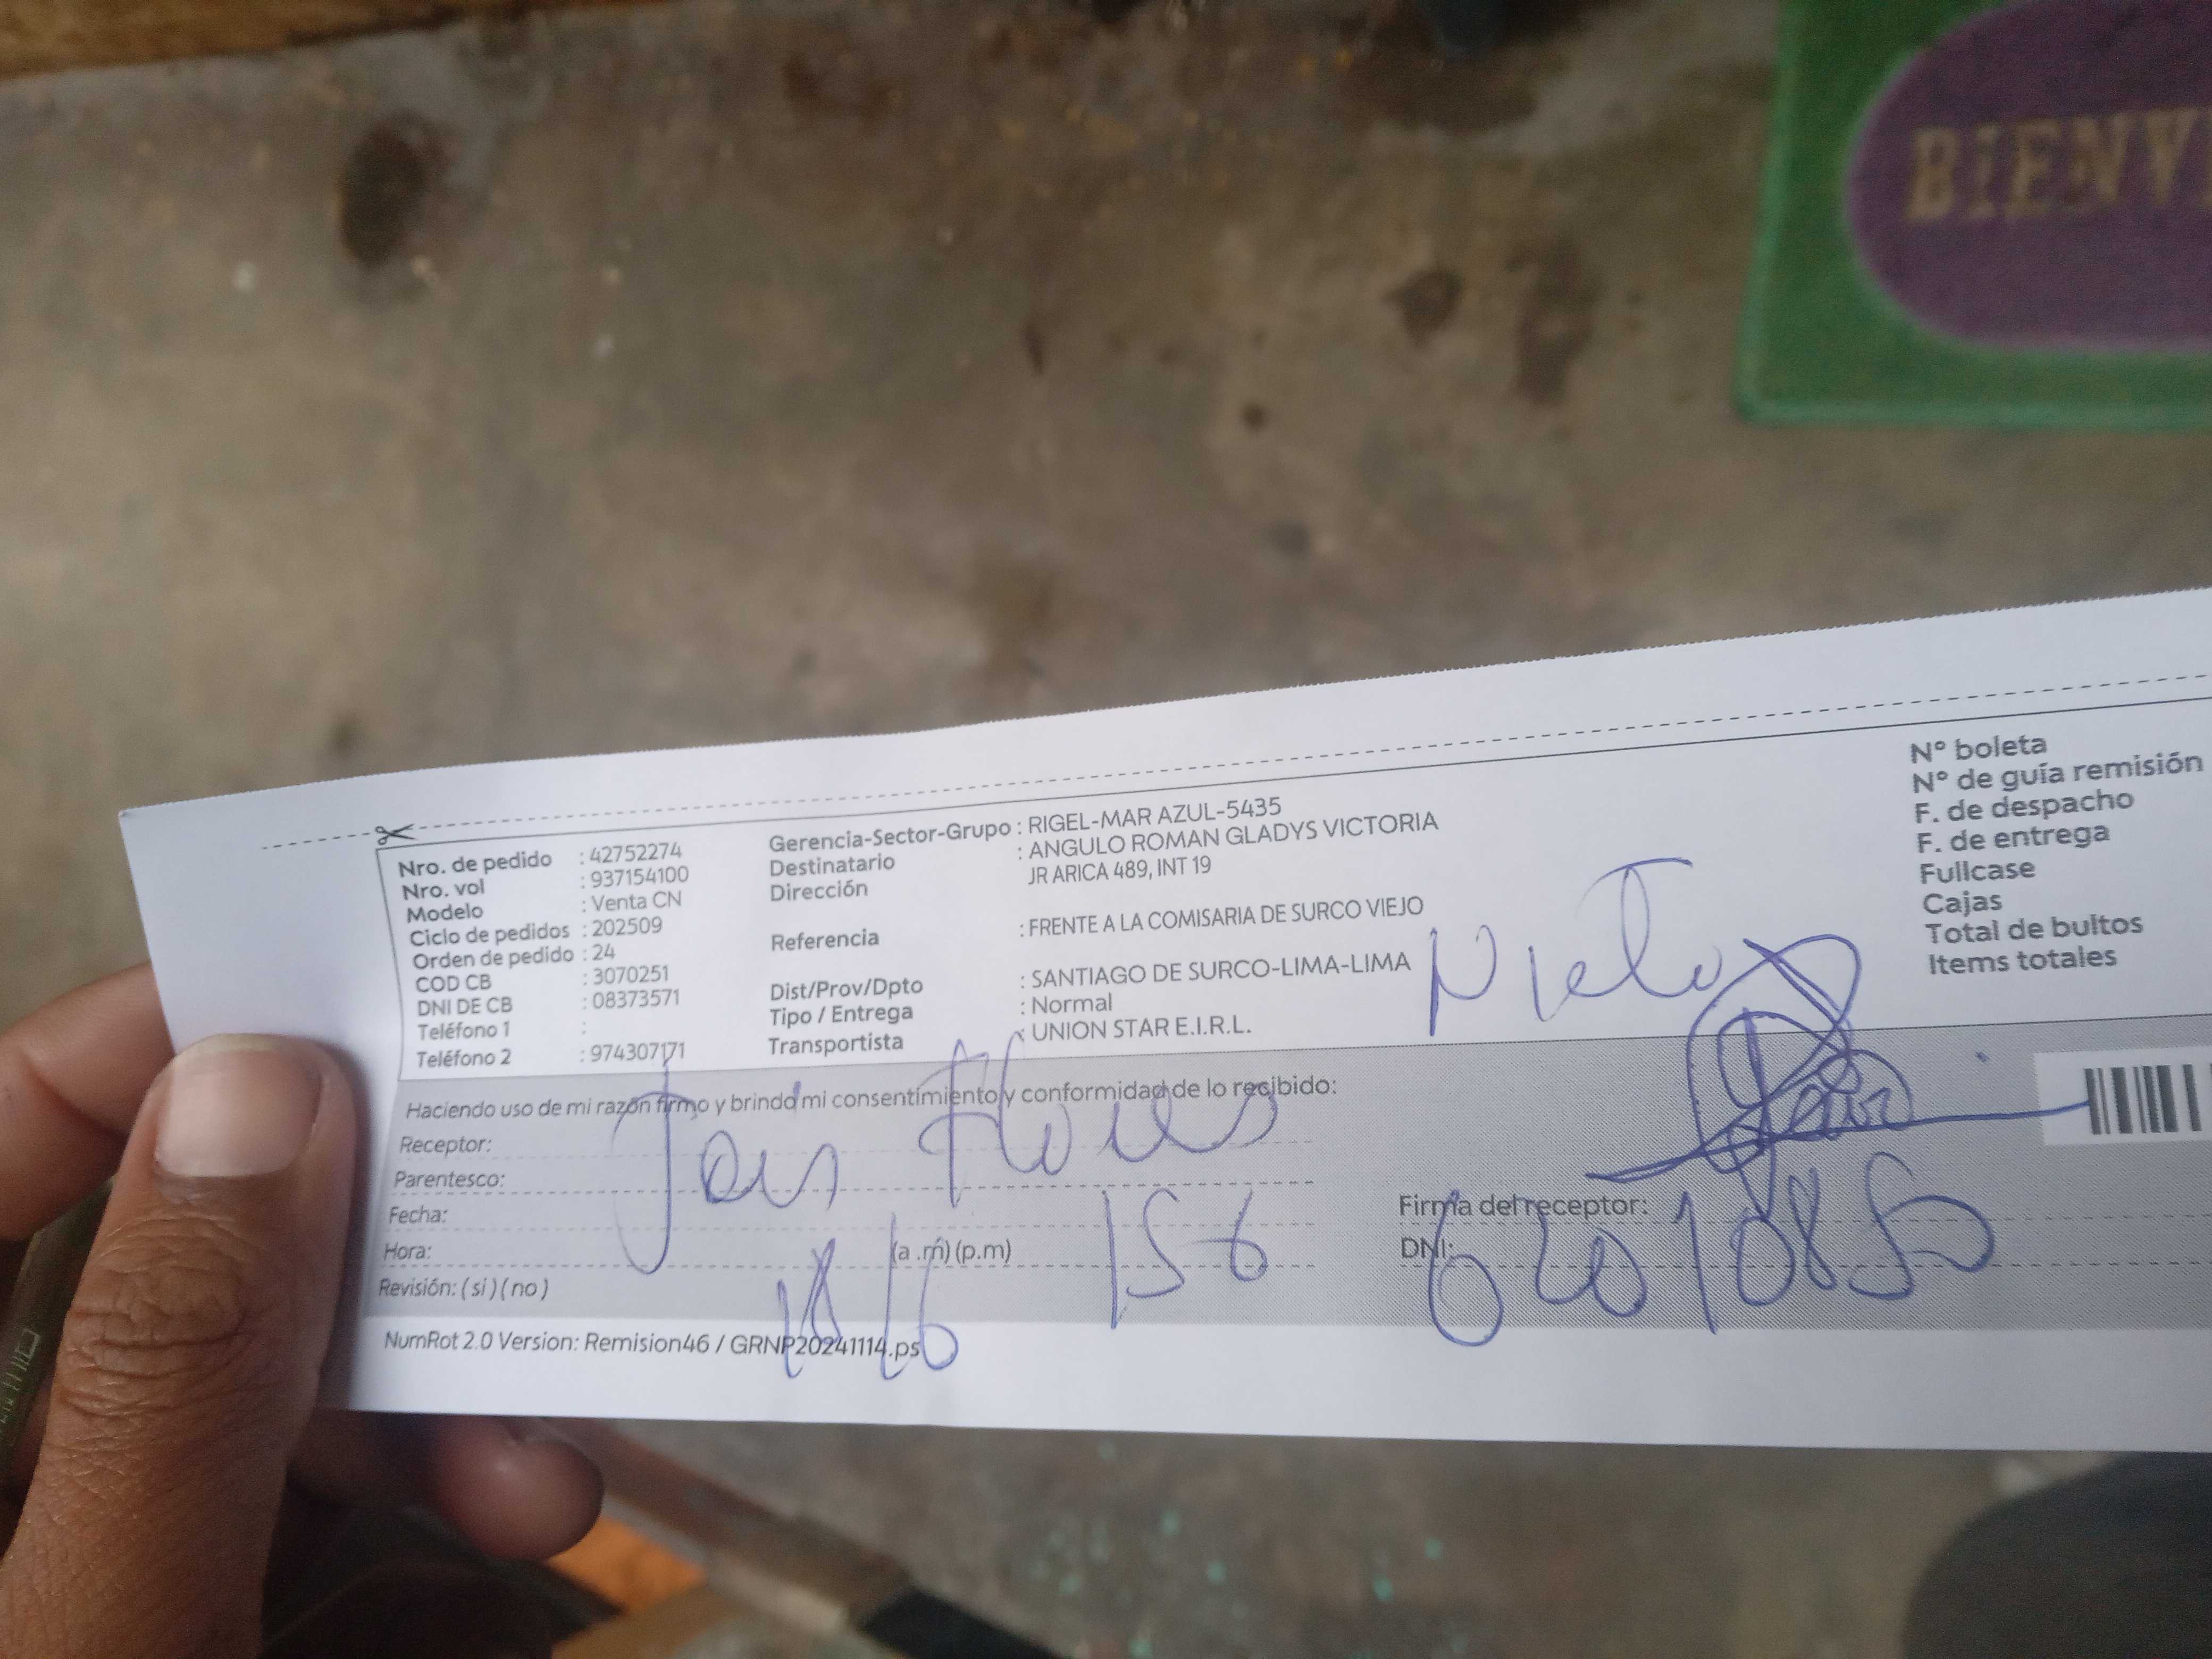 BIENV
Nro. de pedido : 42752274
Nro. vol : 937154100
Modelo : Venta CN
Ciclo de pedidos : 202509
Orden de pedido : 24
COD CB : 3070251
DNI DE CB : 08373571
Teléfono 1 :
Teléfono 2 : 974307171
Gerencia-Sector-Grupo : RIGEL-MAR AZUL-5435
Destinatario : ANGULO ROMAN GLADYS VICTORIA
Dirección JR ARICA 489, INT 19
Referencia : FRENTE A LA COMISARIA DE SURCO VIEJO
Dist/Prov/Dpto : SANTIAGO DE SURCO-LIMA-LIMA
Tipo / Entrega : Normal
Transportista : UNION STAR E.I.R.L.
N° boleta
N° de guía remisión
F. de despacho
F. de entrega
Fullcase
Cajas
Total de bultos
Items totales
Nieto
Haciendo uso de mi razón firmo y brindo mi consentimiento y conformidad de lo recibido:
Receptor: Flores
Parentesco:
Fecha: 18/6
Hora: (a .m) (p.m) 156
Revisión: ( si ) ( no )
Firma del receptor:
DNI:
NumRot 2.0 Version: Remision46 / GRNP20241114.ps